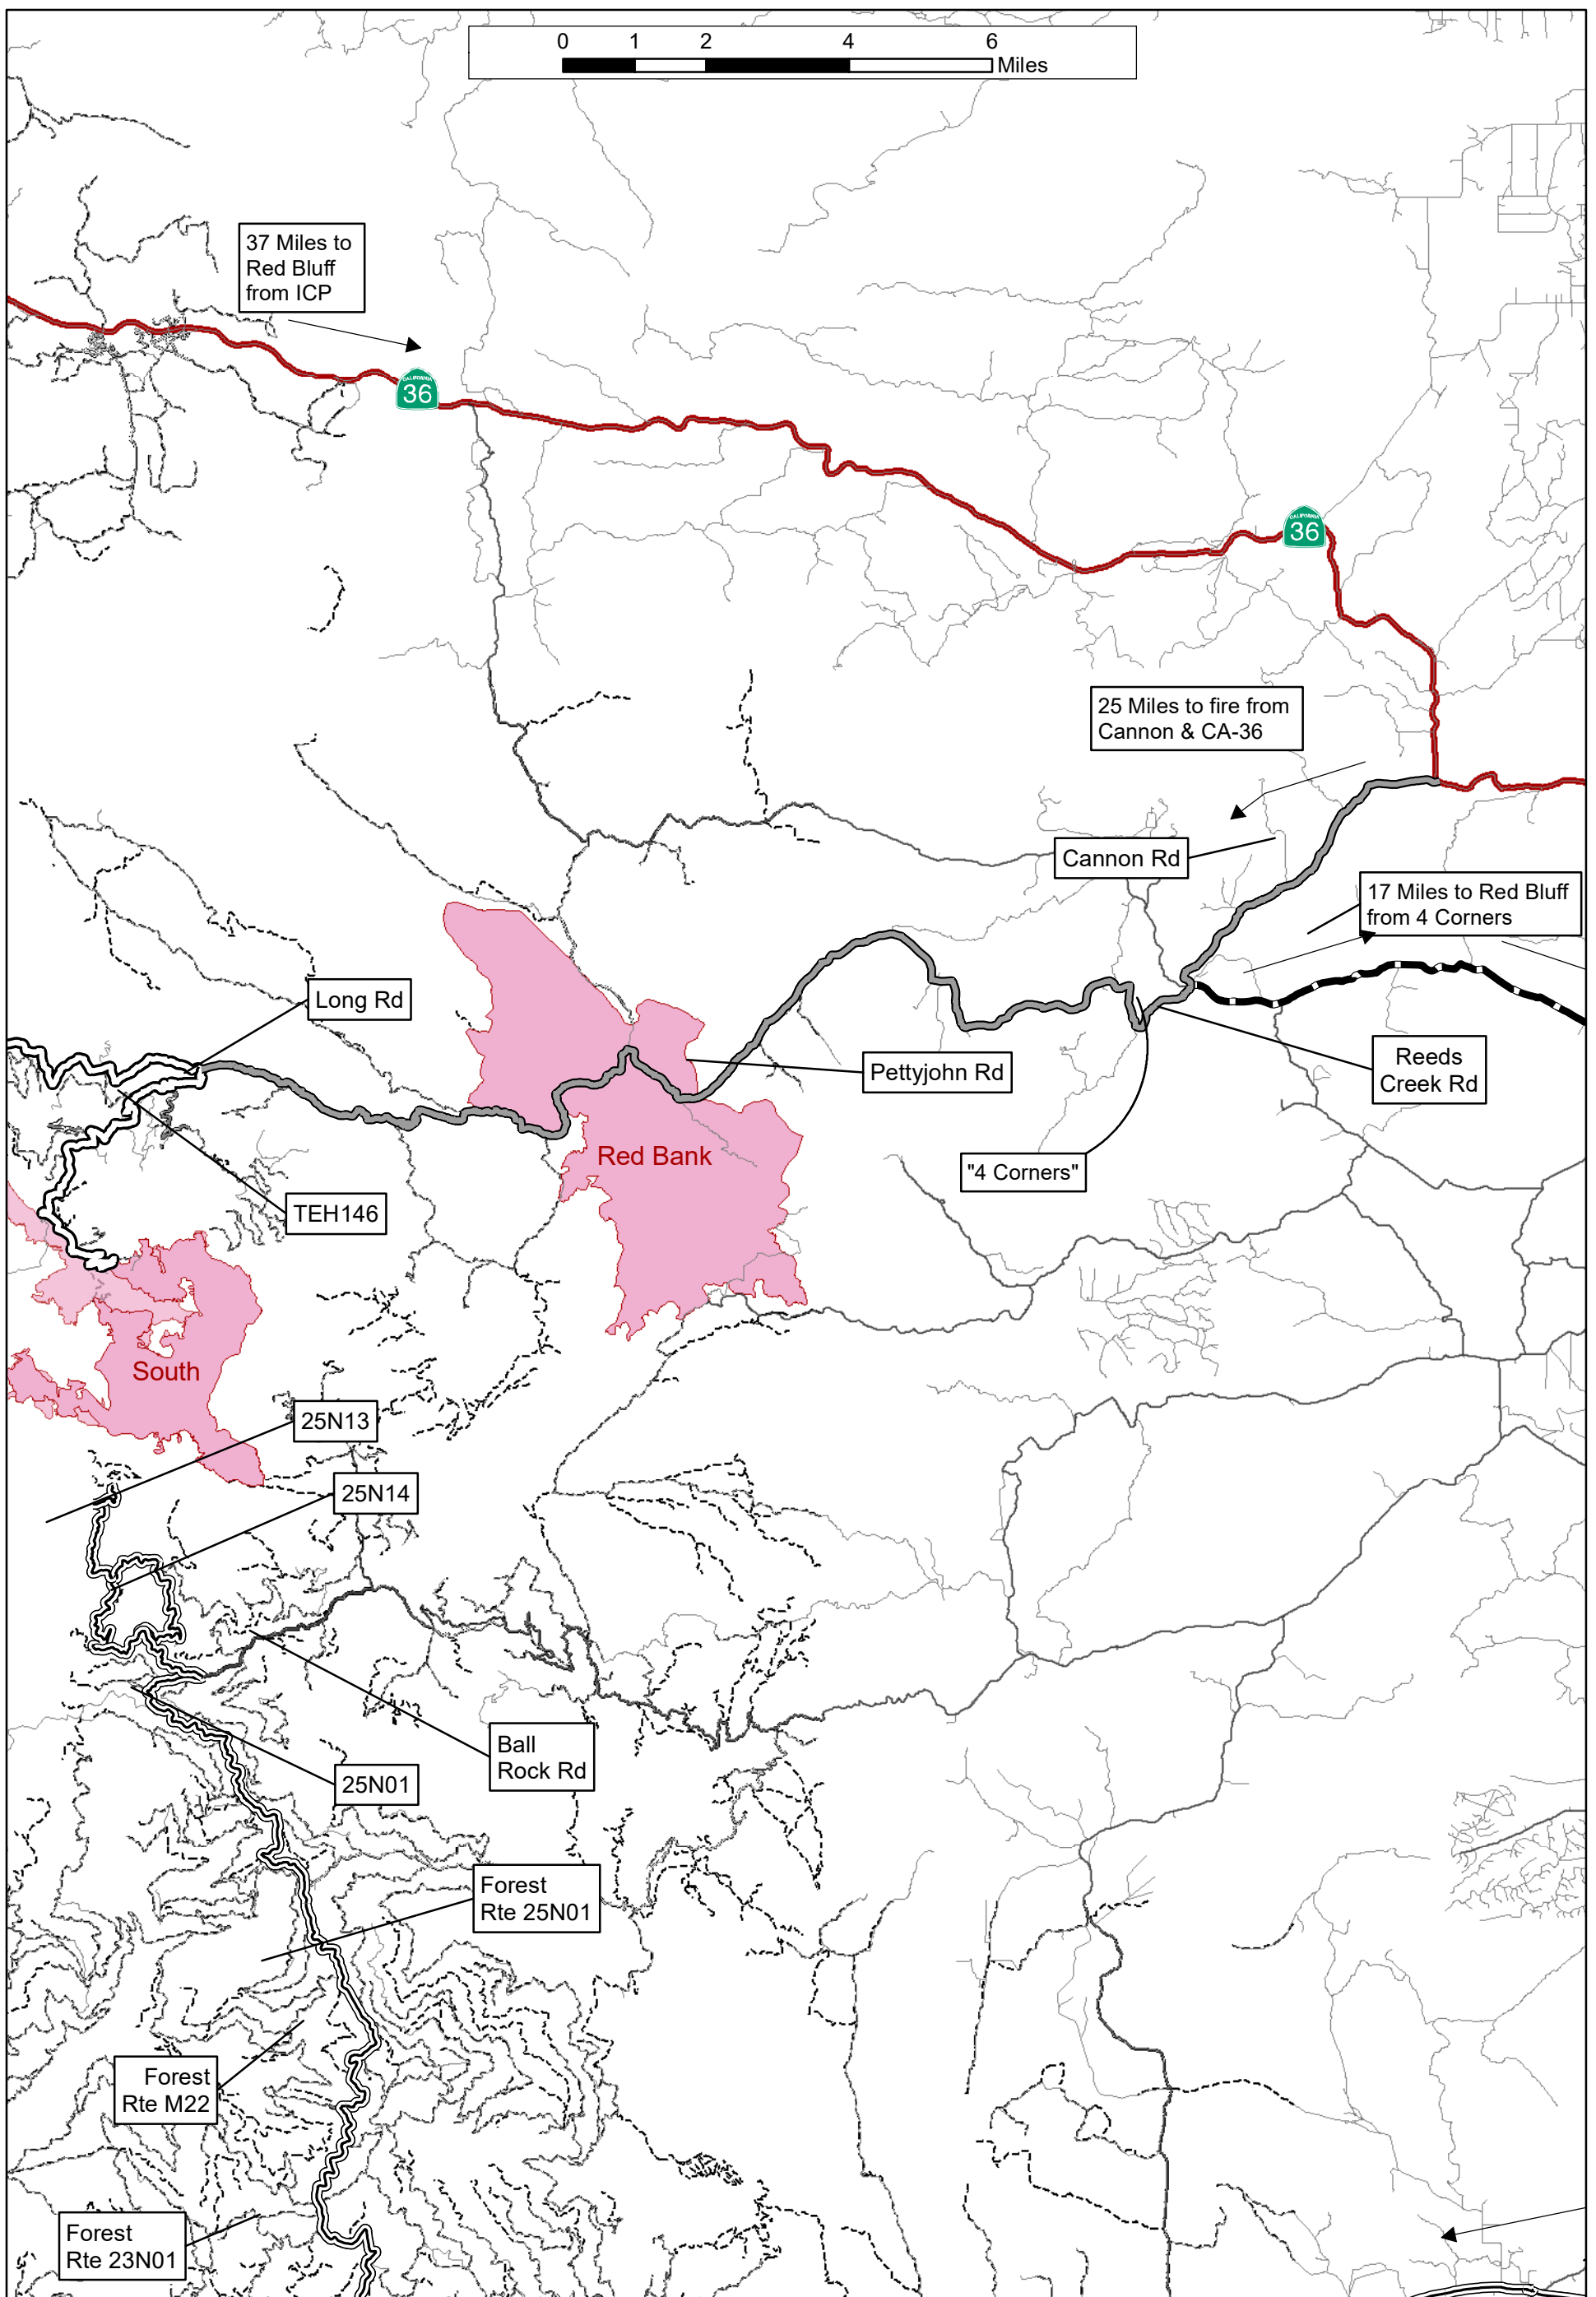 0 1 2 4 6
Miles
37 Miles to
Red Bluff
from ICP
CALIFORNIA
36
CALIFORNIA
36
25 Miles to fire from
Cannon & CA-36
Cannon Rd
17 Miles to Red Bluff
from 4 Corners
Long Rd
Pettyjohn Rd
Reeds
Creek Rd
Red Bank
"4 Corners"
TEH146
South
25N13
25N14
Ball
Rock Rd
25N01
Forest
Rte 25N01
Forest
Rte M22
Forest
Rte 23N01